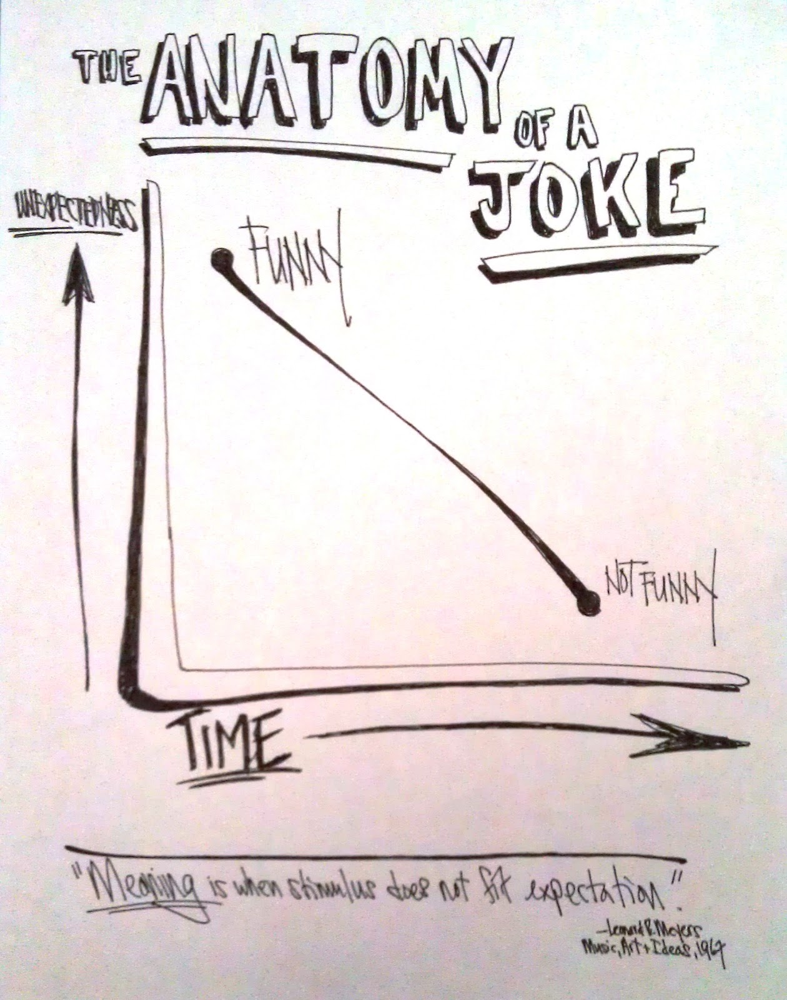 THE ANATOMY OF A
JOKE
UNEXPECTEDNESS
FUNNY
NOT FUNNY
TIME
"Meaning is when stimulus does not fit expectation".
—Leonard B. Meyers
Music, Art + Ideas, 1967